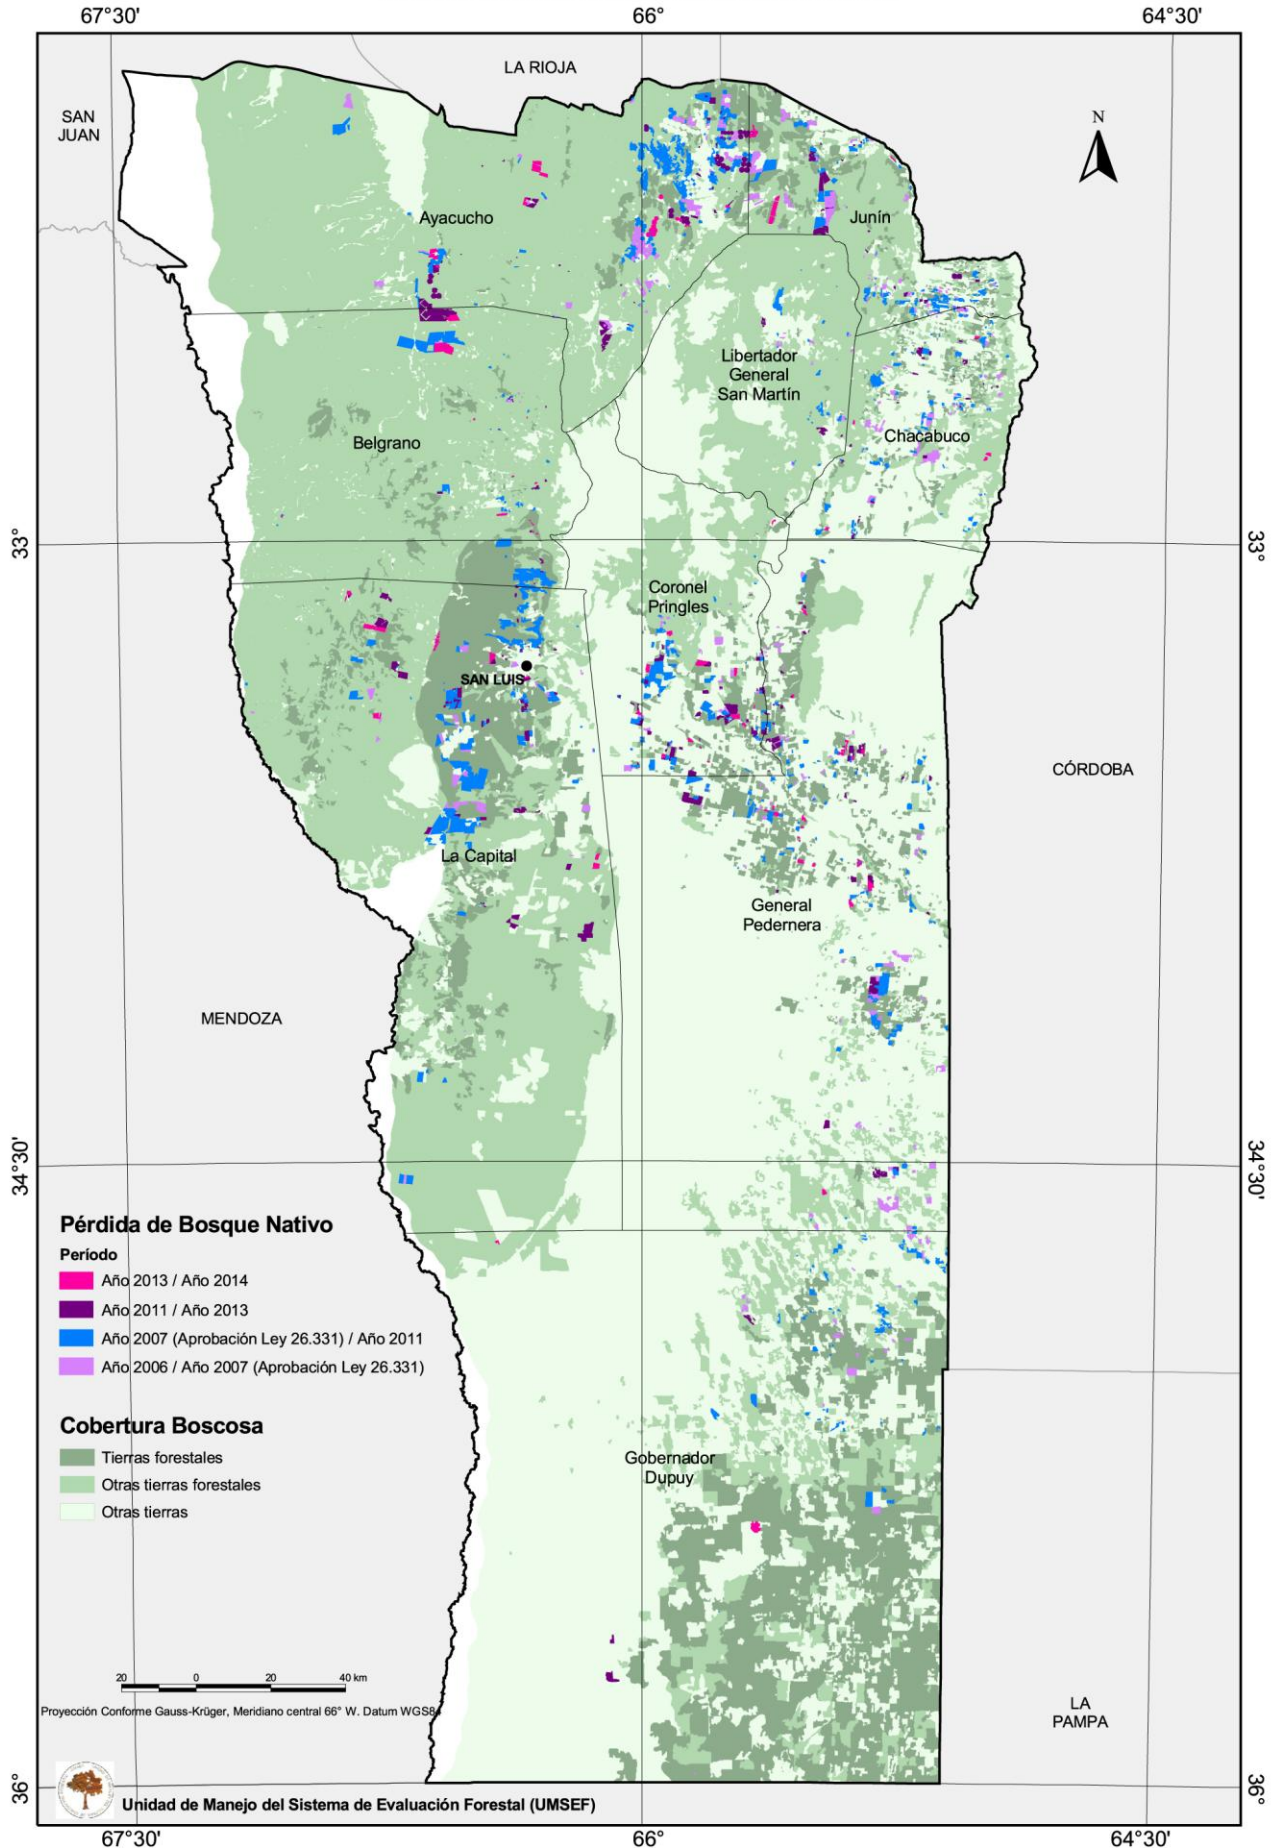 67°30'
66°
64°30'
LA RIOJA
SAN
JUAN
N
Ayacucho
Junín
Libertador
General
San Martín
Belgrano
Chacabuco
33°
33°
Coronel
Pringles
SAN LUIS
CÓRDOBA
La Capital
General
Pedernera
MENDOZA
34°30'
34°30'
Pérdida de Bosque Nativo
Período
Año 2013 / Año 2014
Año 2011 / Año 2013
Año 2007 (Aprobación Ley 26.331) / Año 2011
Año 2006 / Año 2007 (Aprobación Ley 26.331)
Cobertura Boscosa
Tierras forestales
Otras tierras forestales
Otras tierras
Gobernador
Dupuy
20 0 20 40 km
Proyección Conforme Gauss-Krüger, Meridiano central 66° W. Datum WGS84
LA
PAMPA
36°
36°
Unidad de Manejo del Sistema de Evaluación Forestal (UMSEF)
67°30'
66°
64°30'